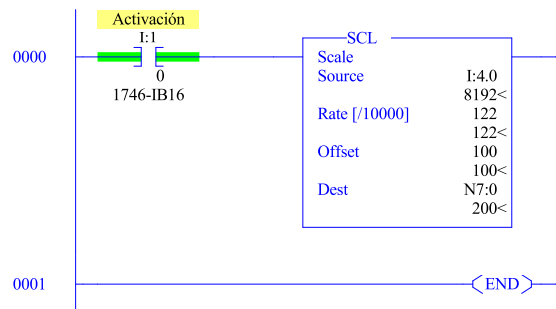 Activación
I:1
0
1746-IB16
0000
SCL
Scale
Source I:4.0
8192<
Rate [/10000] 122
122<
Offset 100
100<
Dest N7:0
200<
0001
END